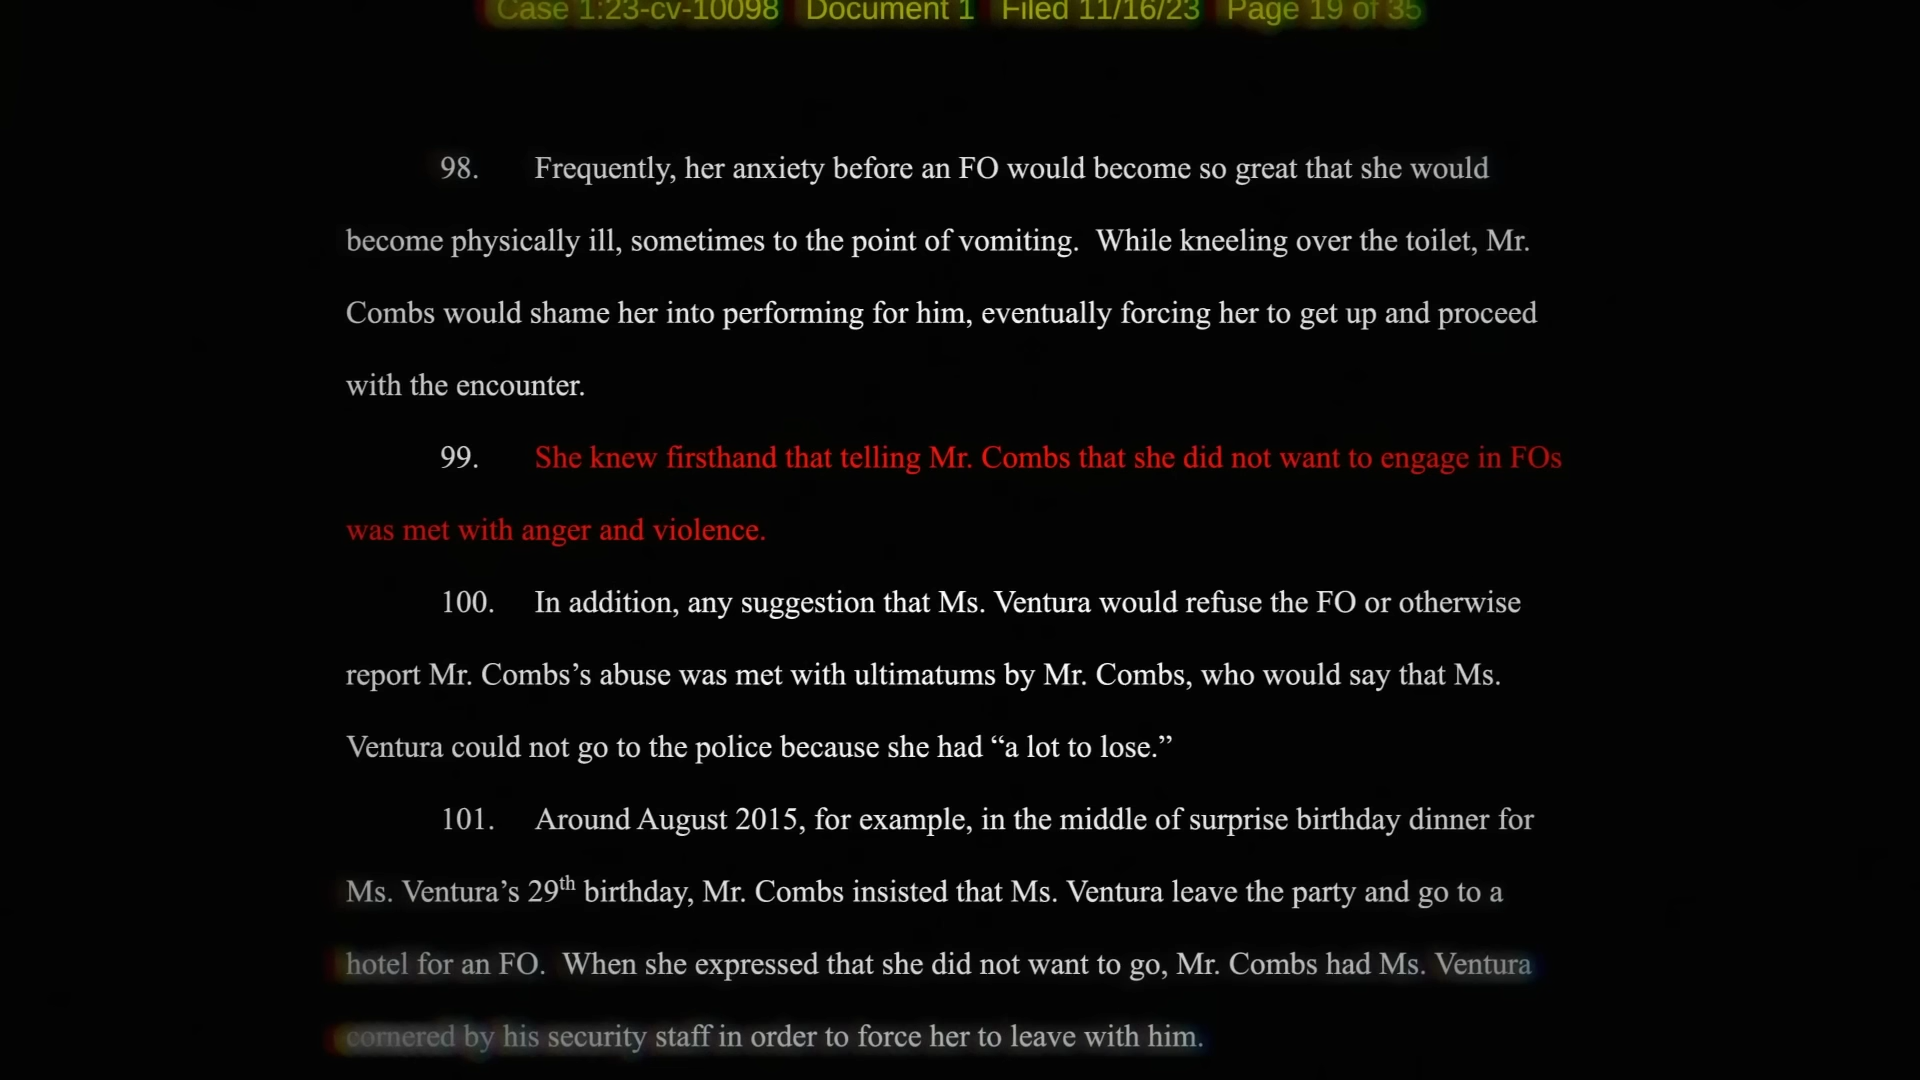 Case 1:23-cv-10098 Document 1 Filed 11/16/23 Page 19 of 35
98. Frequently, her anxiety before an FO would become so great that she would
become physically ill, sometimes to the point of vomiting. While kneeling over the toilet, Mr.
Combs would shame her into performing for him, eventually forcing her to get up and proceed
with the encounter.
99. She knew firsthand that telling Mr. Combs that she did not want to engage in FOs
was met with anger and violence.
100. In addition, any suggestion that Ms. Ventura would refuse the FO or otherwise
report Mr. Combs’s abuse was met with ultimatums by Mr. Combs, who would say that Ms.
Ventura could not go to the police because she had “a lot to lose.”
101. Around August 2015, for example, in the middle of surprise birthday dinner for
Ms. Ventura’s 29th birthday, Mr. Combs insisted that Ms. Ventura leave the party and go to a
hotel for an FO. When she expressed that she did not want to go, Mr. Combs had Ms. Ventura
cornered by his security staff in order to force her to leave with him.